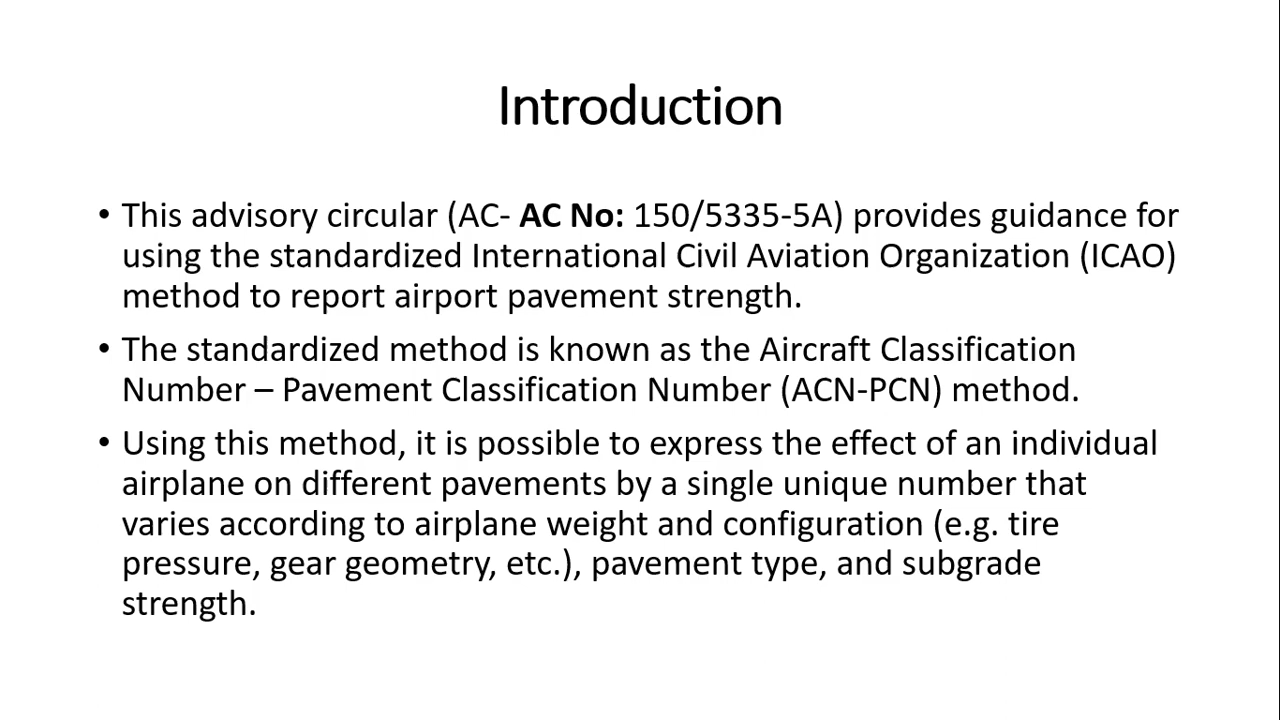 Introduction
• This advisory circular (AC- AC No: 150/5335-5A) provides guidance for
using the standardized International Civil Aviation Organization (ICAO)
method to report airport pavement strength.
• The standardized method is known as the Aircraft Classification
Number – Pavement Classification Number (ACN-PCN) method.
• Using this method, it is possible to express the effect of an individual
airplane on different pavements by a single unique number that
varies according to airplane weight and configuration (e.g. tire
pressure, gear geometry, etc.), pavement type, and subgrade
strength.